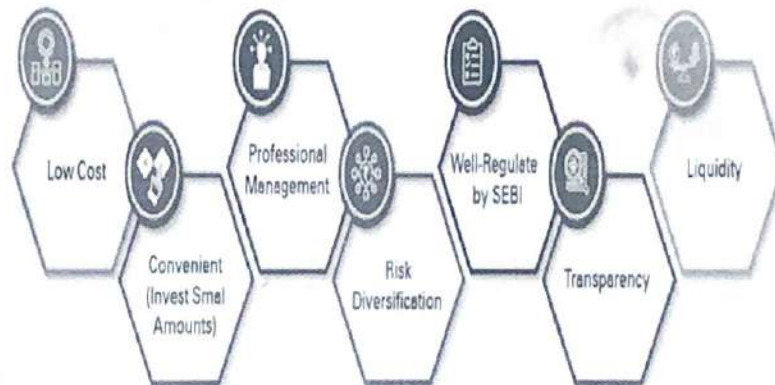 Low Cost
Convenient
(Invest Smal
Amounts)
Professional
Management
Risk
Diversification
Well-Regulate
by SEBI
Transparency
Liquidity